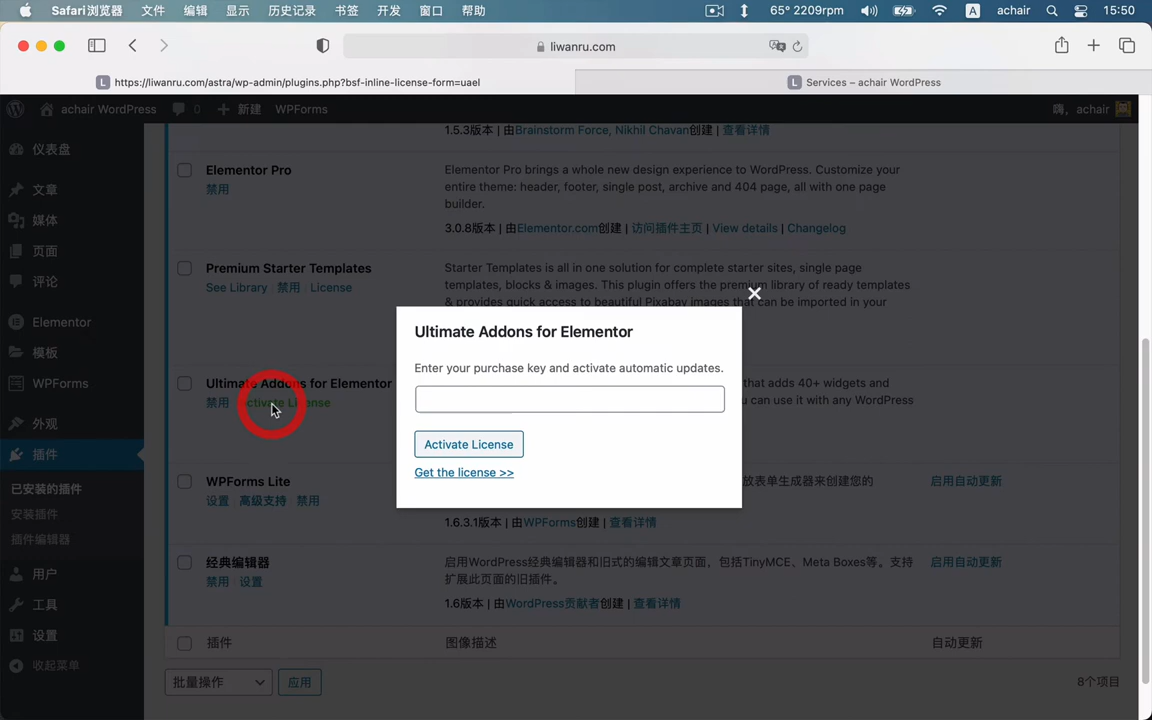 Safari浏览器 文件 编辑 显示 历史记录 书签 开发 窗口 帮助 65° 2209rpm A achair 15:50
liwanru.com
L https://liwanru.com/astra/wp-admin/plugins.php?bsf-inline-license-form=uael L Services – achair WordPress
achair WordPress 0 新建 WPForms 嗨，achair
1.5.3版本 | 由Brainstorm Force, Nikhil Chavan创建 | 查看详情
仪表盘
Elementor Pro Elementor Pro brings a whole new design experience to WordPress. Customize your
禁用 entire theme: header, footer, single post, archive and 404 page, all with one page
文章
builder.
媒体
3.0.8版本 | 由Elementor.com创建 | 访问插件主页 | View details | Changelog
页面
Premium Starter Templates Starter Templates is all in one solution for complete starter sites, single page
评论
See Library 禁用 License templates, blocks & images. This plugin offers the premium library of ready templates
& provides quick access to beautiful Pixabay images that can be imported in your
Elementor
Ultimate Addons for Elementor
模板
Enter your purchase key and activate automatic updates.
WPForms
Ultimate Addons for Elementor that adds 40+ widgets and
禁用 Activate License can use it with any WordPress
外观
Activate License
插件
Get the license >>
已安装的插件
WPForms Lite 放表单生成器来创建您的 启用自动更新
设置 高级支持 禁用
安装插件
1.6.3.1版本 | 由WPForms创建 | 查看详情
插件编辑器
经典编辑器 启用WordPress经典编辑器和旧式的编辑文章页面，包括TinyMCE、Meta Boxes等。支持 启用自动更新
用户
禁用 设置 扩展此页面的旧插件。
工具
1.6版本 | 由WordPress贡献者创建 | 查看详情
设置
插件 图像描述 自动更新
收起菜单
批量操作 应用 8个项目